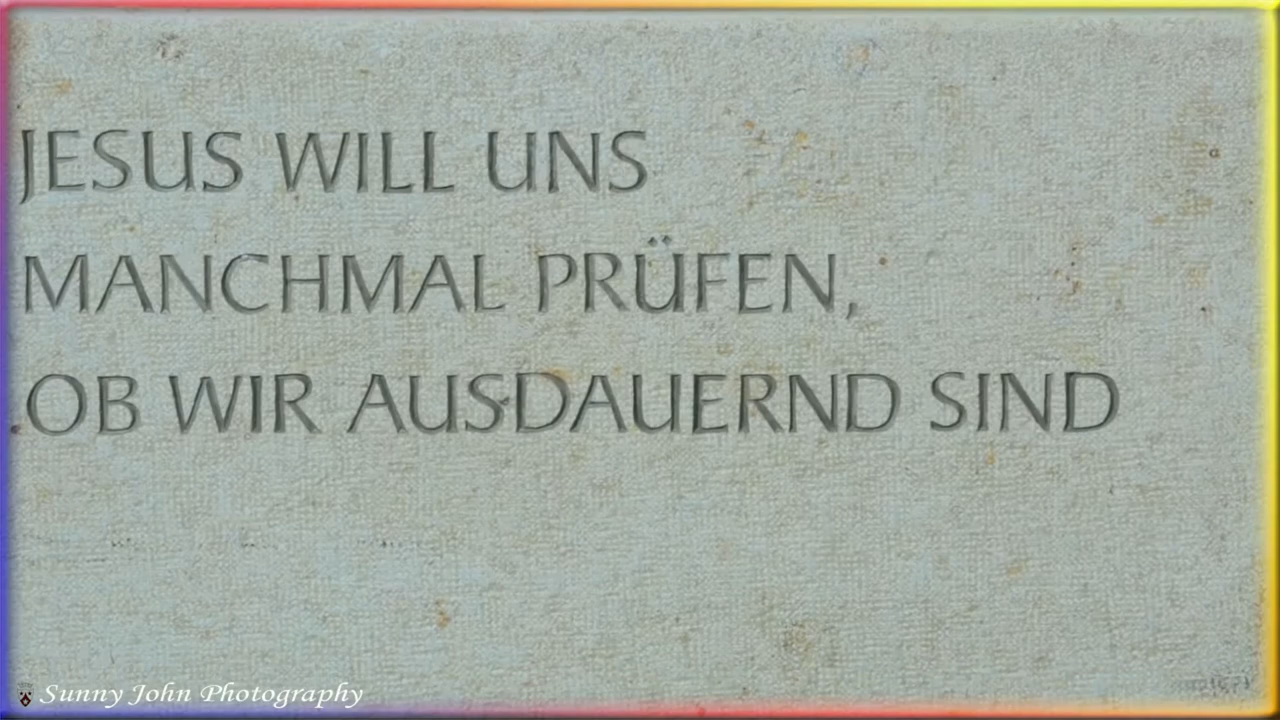 JESUS WILL UNS
MANCHMAL PRÜFEN,
OB WIR AUSDAUERND SIND
Sunny John Photography